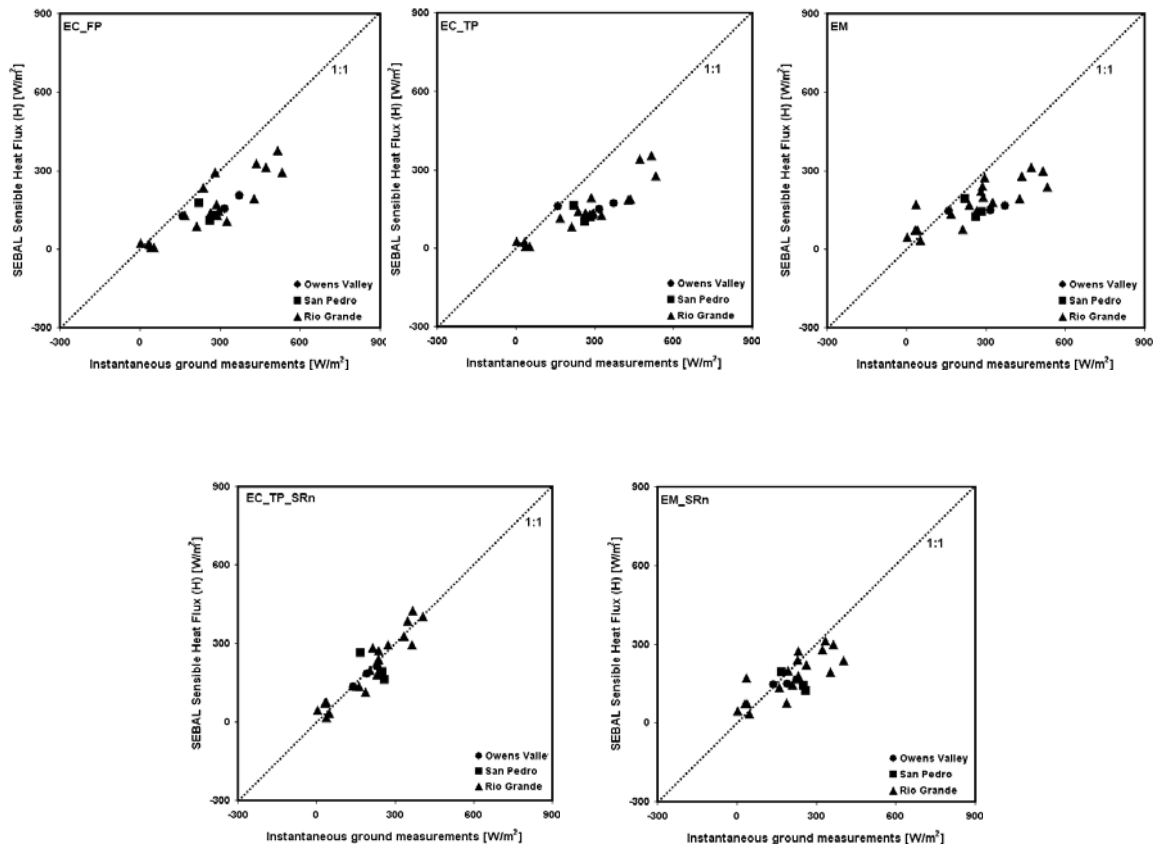 EC_FP
1:1
900
600
300
0
-300
SEBAL Sensible Heat Flux (H) [W/m²]
Owens Valley
San Pedro
Rio Grande
-300 0 300 600 900
Instantaneous ground measurements [W/m²]
EC_TP
1:1
900
600
300
0
-300
SEBAL Sensible Heat Flux (H) [W/m²]
Owens Valley
San Pedro
Rio Grande
-300 0 300 600 900
Instantaneous ground measurements [W/m²]
EM
1:1
900
600
300
0
-300
SEBAL Sensible Heat Flux (H) [W/m²]
Owens Valley
San Pedro
Rio Grande
-300 0 300 600 900
Instantaneous ground measurements [W/m²]
EC_TP_SRn
1:1
900
600
300
0
-300
SEBAL Sensible Heat Flux (H) [W/m²]
Owens Valle
San Pedro
Rio Grande
-300 0 300 600 900
Instantaneous ground measurements [W/m²]
EM_SRn
1:1
900
600
300
0
-300
SEBAL Sensible Heat Flux (H) [W/m²]
Owens Valley
San Pedro
Rio Grande
-300 0 300 600 900
Instantaneous ground measurements [W/m²]